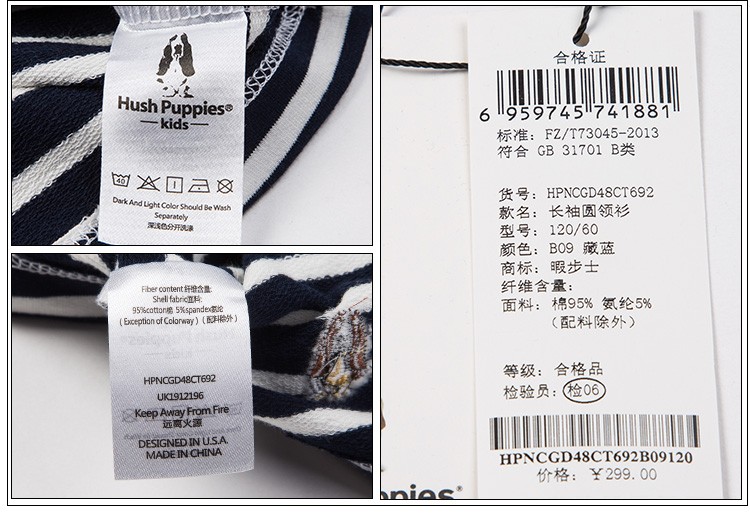 Hush Puppies®
kids
40
Dark And Light Color Should Be Wash
Separately
深浅色分开洗涤
Fiber content 纤维含量:
Shell fabric面料:
95%cotton棉 5%spandex氨纶
( Exception of Colorway )（配料除外）
HPNCGD48CT692
UK1912196
Keep Away From Fire
远离火源
DESIGNED IN U.S.A.
MADE IN CHINA
合格证
6 959745 741881
标准: FZ/T73045-2013
符合 GB 31701 B类
货号: HPNCGD48CT692
款名: 长袖圆领衫
型号: 120/60
颜色: B09 藏蓝
商标: 暇步士
纤维含量:
面料: 棉95% 氨纶5%
(配料除外)
等级: 合格品
检验员: 检06
HPNCGD48CT692B09120
价格: ¥299.00
ppies®